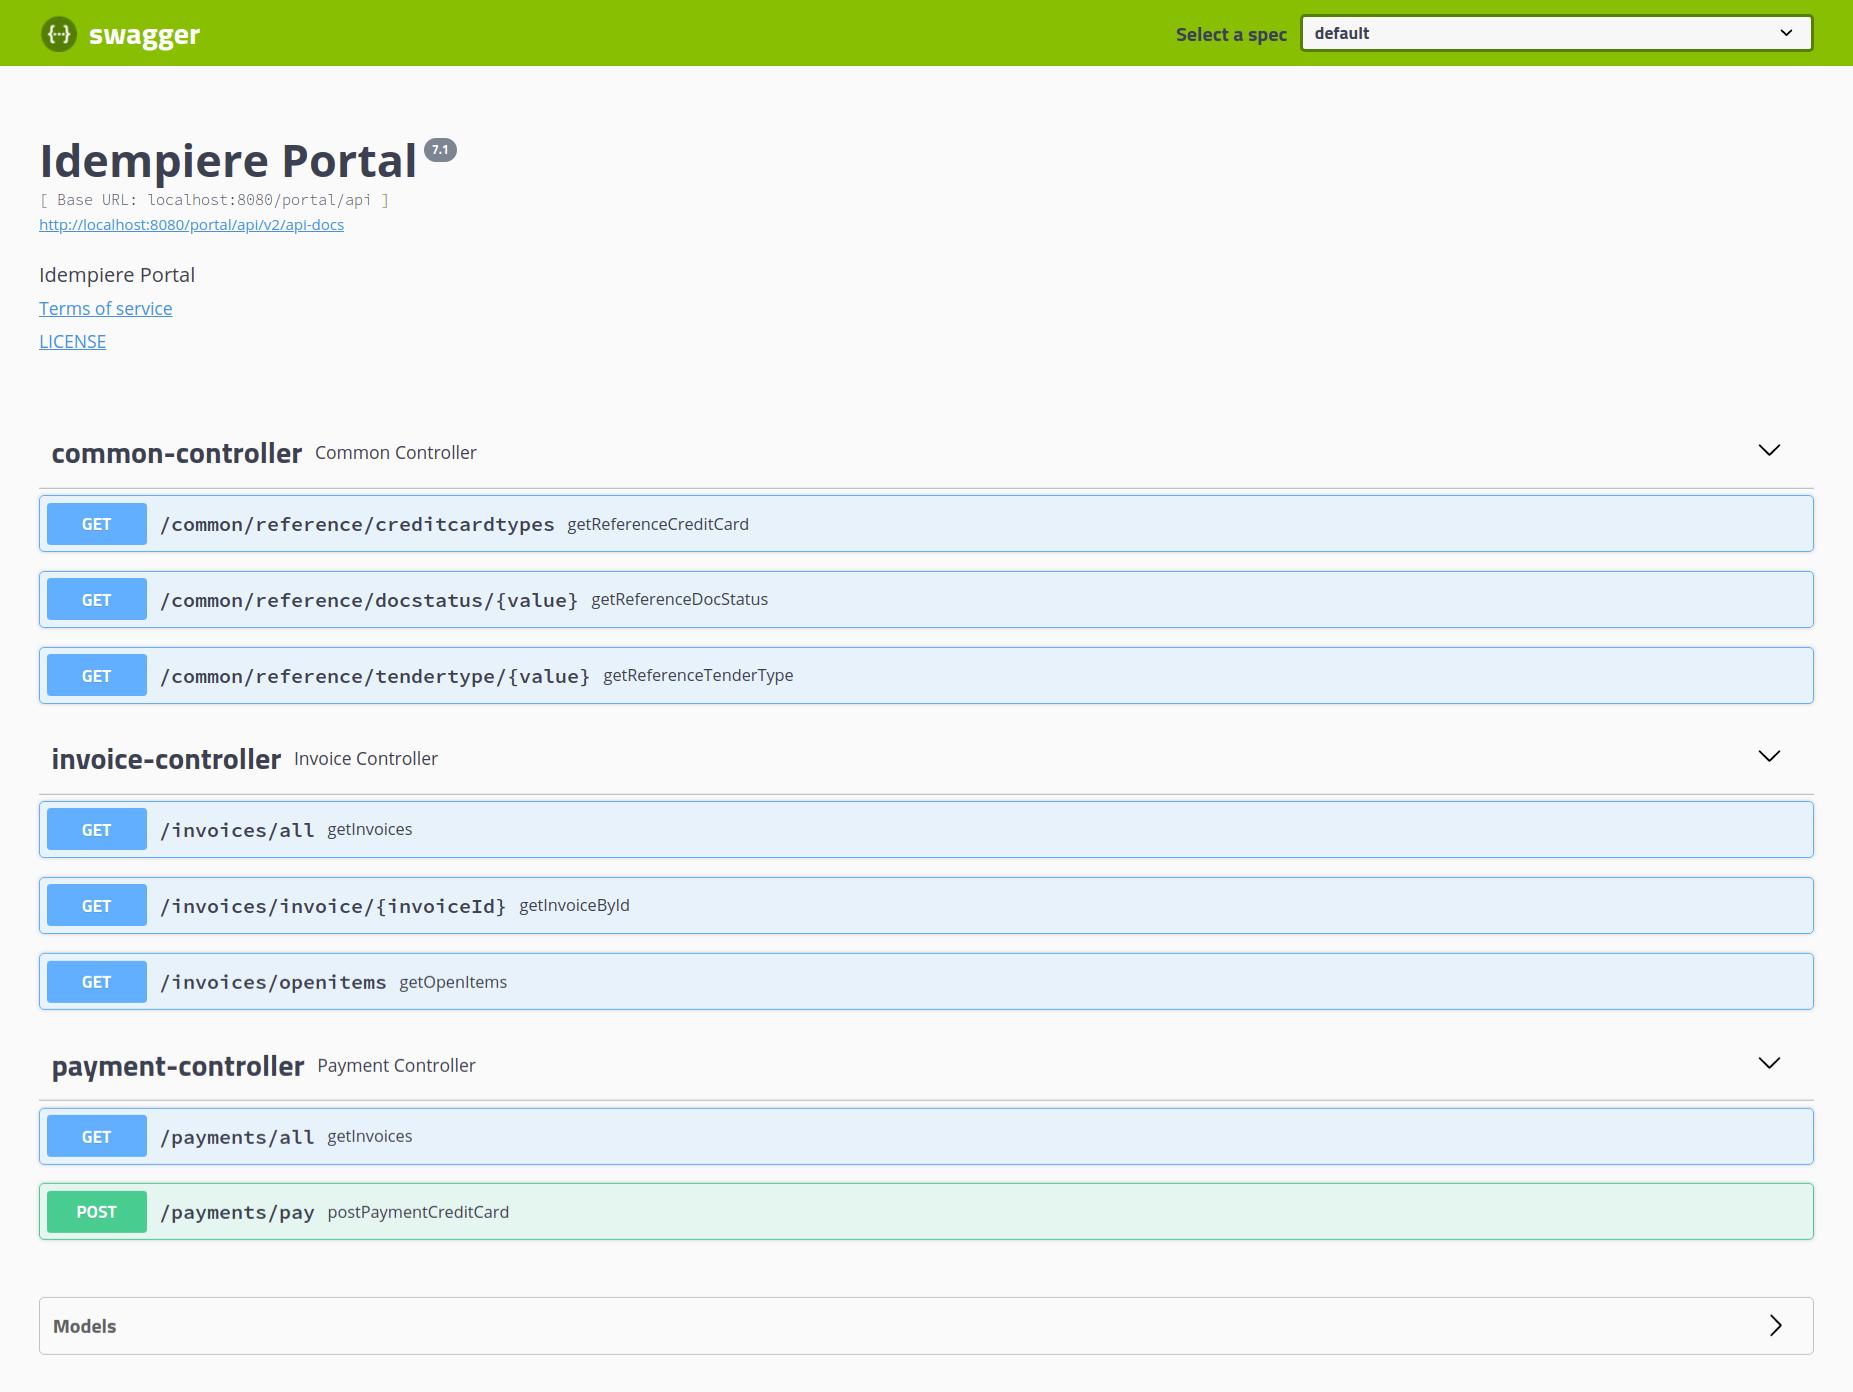 {···} swagger Select a spec default
Idempiere Portal 7.1
[ Base URL: localhost:8080/portal/api ]
http://localhost:8080/portal/api/v2/api-docs
Idempiere Portal
Terms of service
LICENSE
common-controller Common Controller
GET /common/reference/creditcardtypes getReferenceCreditCard
GET /common/reference/docstatus/{value} getReferenceDocStatus
GET /common/reference/tendertype/{value} getReferenceTenderType
invoice-controller Invoice Controller
GET /invoices/all getInvoices
GET /invoices/invoice/{invoiceId} getInvoiceById
GET /invoices/openitems getOpenItems
payment-controller Payment Controller
GET /payments/all getInvoices
POST /payments/pay postPaymentCreditCard
Models